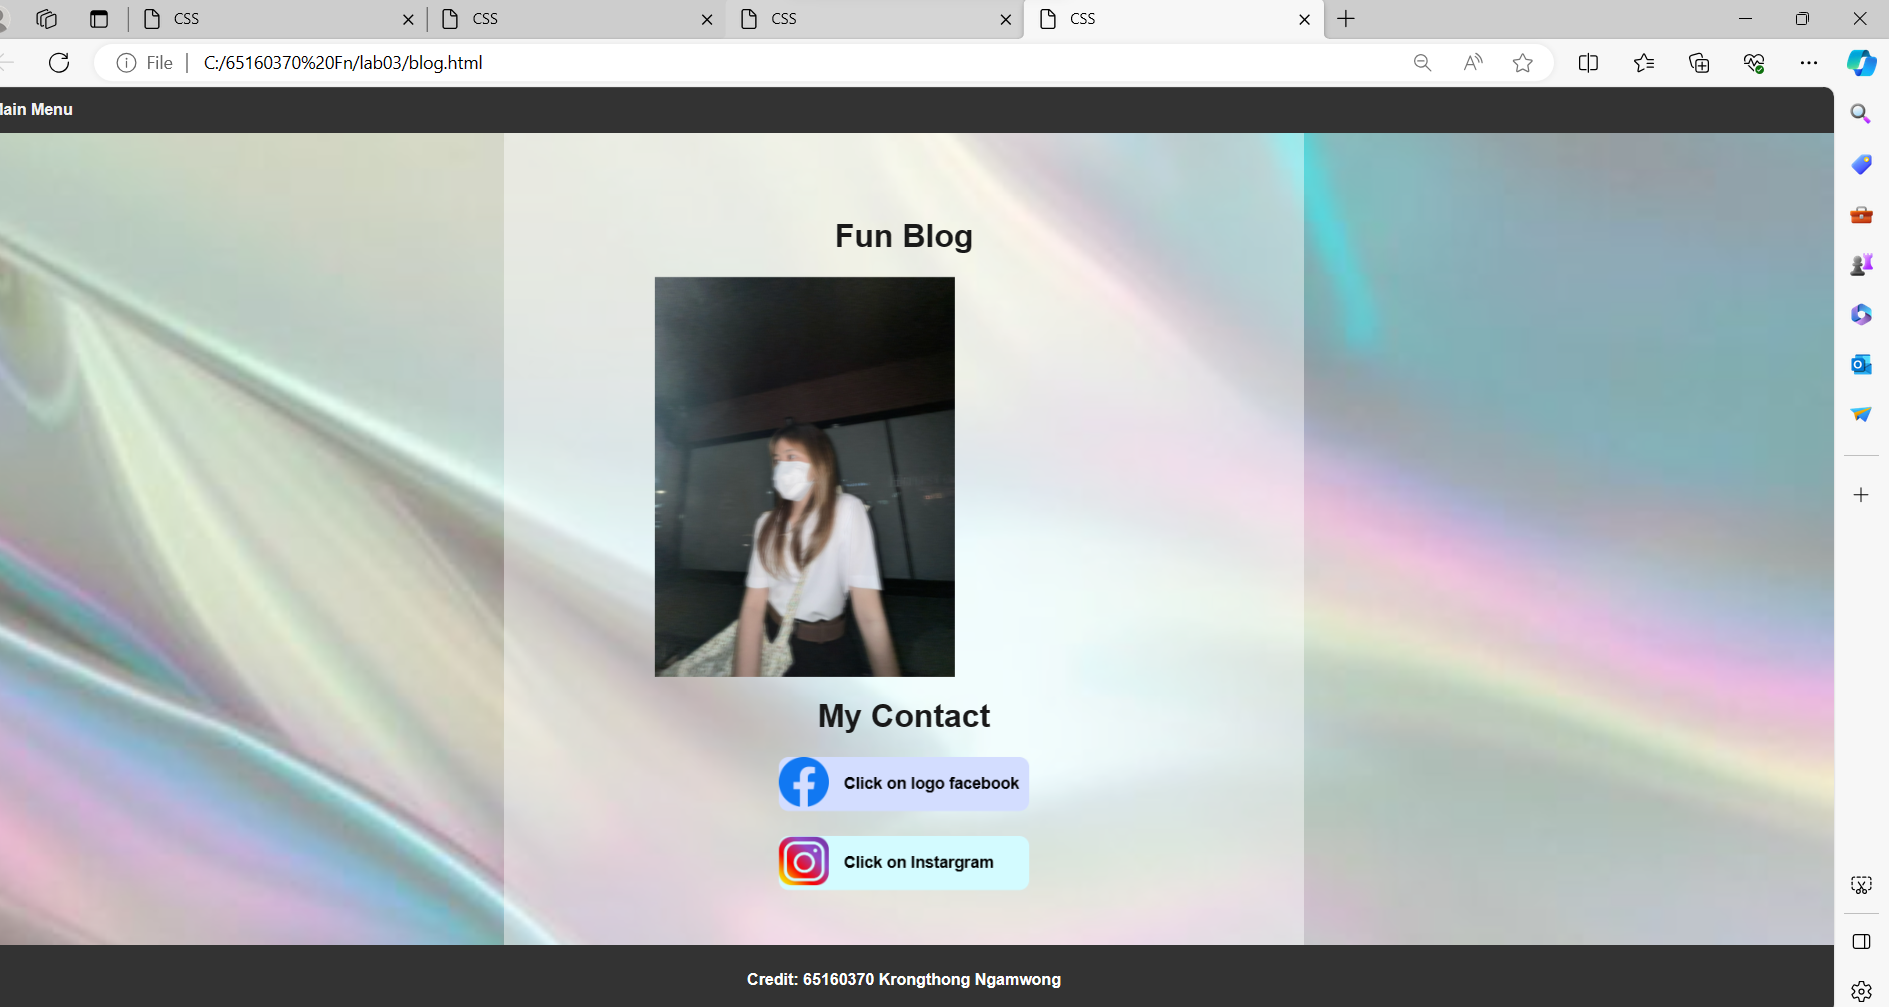 CSS
CSS
CSS
CSS
File
C:/65160370%20Fn/lab03/blog.html
ain Menu
Fun Blog
My Contact
Click on logo facebook
Click on Instargram
Credit: 65160370 Krongthong Ngamwong